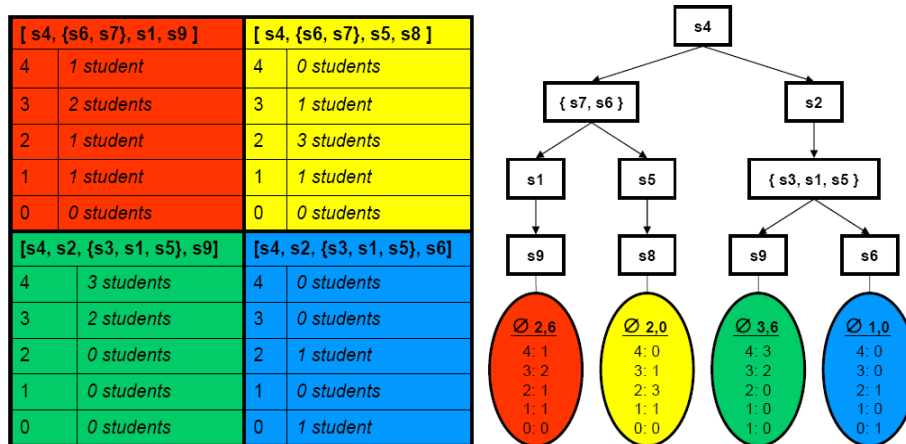 [ s4, {s6, s7}, s1, s9 ]
4 1 student
3 2 students
2 1 student
1 1 student
0 0 students
[ s4, {s6, s7}, s5, s8 ]
4 0 students
3 1 student
2 3 students
1 1 student
0 0 students
[s4, s2, {s3, s1, s5}, s9]
4 3 students
3 2 students
2 0 students
1 0 students
0 0 students
[s4, s2, {s3, s1, s5}, s6]
4 0 students
3 0 students
2 1 student
1 0 students
0 1 student
s4
{ s7, s6 }
s2
s1
s5
{ s3, s1, s5 }
s9
s8
s9
s6
∅ 2,6
4: 1
3: 2
2: 1
1: 1
0: 0
∅ 2,0
4: 0
3: 1
2: 3
1: 1
0: 0
∅ 3,6
4: 3
3: 2
2: 0
1: 0
1: 0
∅ 1,0
4: 0
3: 0
2: 1
1: 0
0: 1